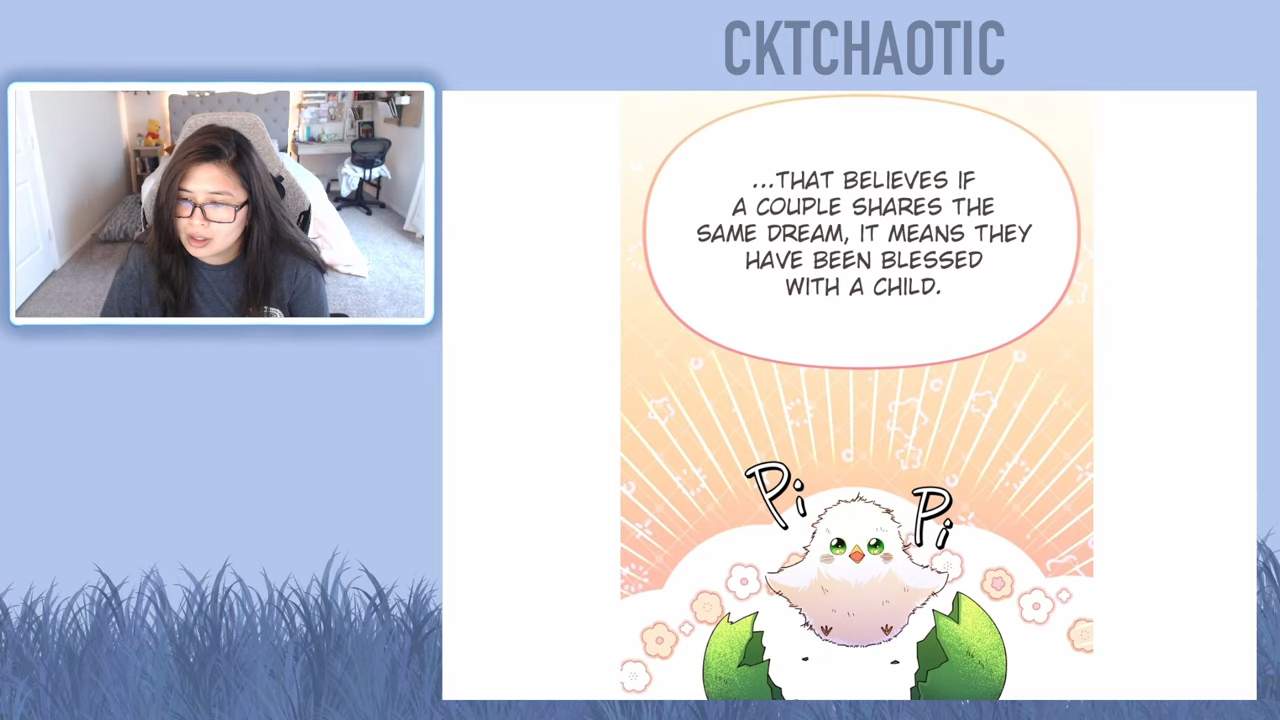 CKTCHAOTIC
...THAT BELIEVES IF
A COUPLE SHARES THE
SAME DREAM, IT MEANS THEY
HAVE BEEN BLESSED
WITH A CHILD.
Pi
Pi